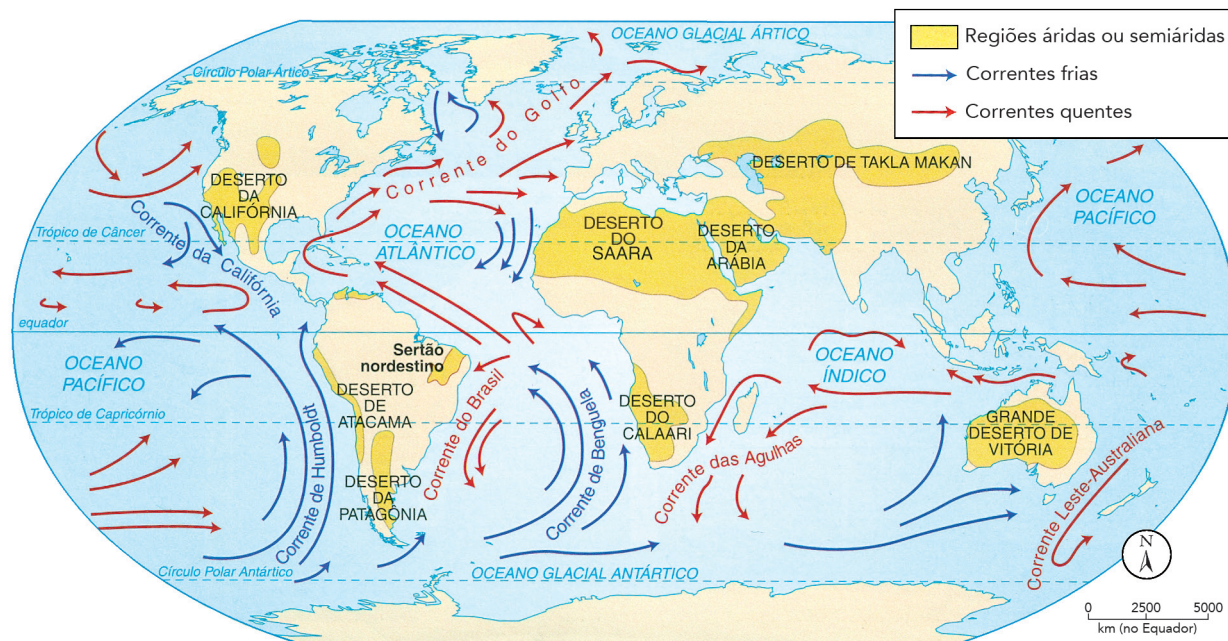 OCEANO GLACIAL ÁRTICO
Regiões áridas ou semiáridas
Correntes frias
Correntes quentes
Círculo Polar Ártico
Corrente do Golfo
DESERTO DE TAKLA MAKAN
DESERTO
DA
CALIFÓRNIA
OCEANO
PACÍFICO
Corrente da Califórnia
Trópico de Câncer
OCEANO
ATLÂNTICO
DESERTO
DO
SAARA
DESERTO
DA
ARÁBIA
equador
Sertão
nordestino
OCEANO
PACÍFICO
OCEANO
ÍNDICO
DESERTO
DE
ATACAMA
Corrente do Brasil
Trópico de Capricórnio
Corrente de Humboldt
Corrente de Benguela
DESERTO
DO
CALAARI
Corrente das Agulhas
GRANDE
DESERTO DE
VITÓRIA
Corrente Leste-Australiana
DESERTO
DA
PATAGÔNIA
N
Círculo Polar Antártico
OCEANO GLACIAL ANTÁRTICO
0 2500 5000
km (no Equador)